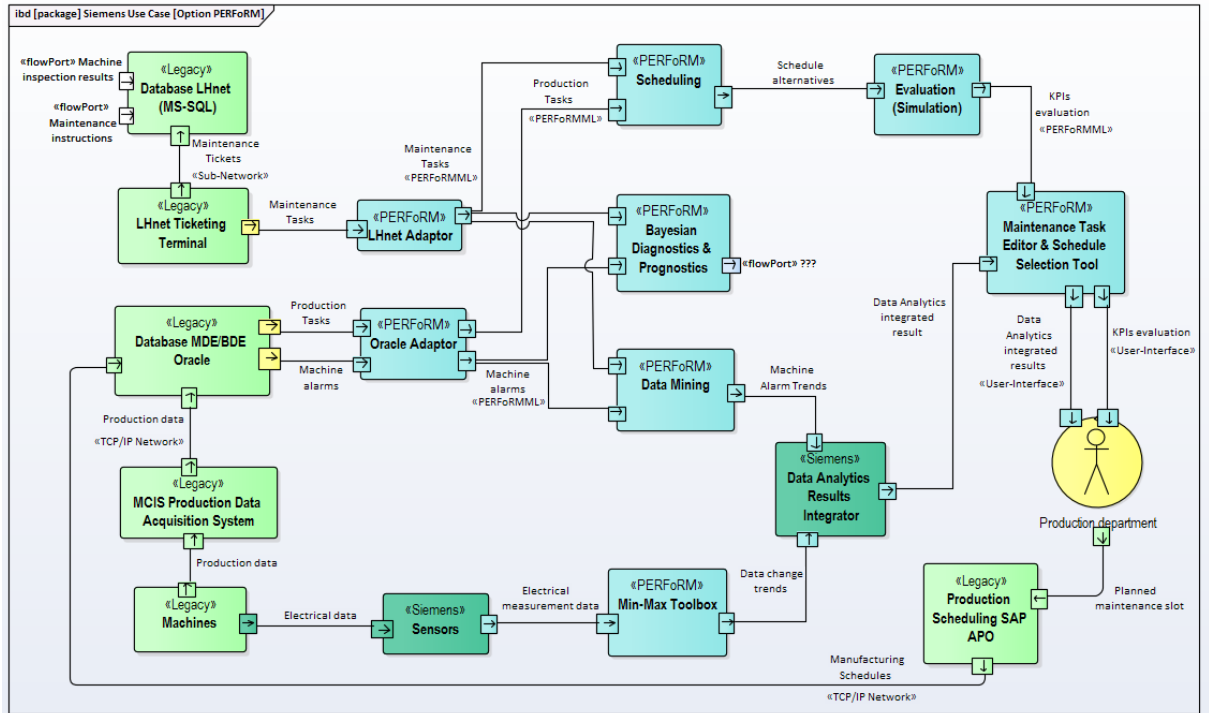 ibd [package] Siemens Use Case [Option PERFoRM]
«flowPort» Machine
inspection results
«flowPort»
Maintenance
instructions
«Legacy»
Database LHnet
(MS-SQL)
Maintenance
Tickets
«Sub-Network»
«Legacy»
LHnet Ticketing
Terminal
Maintenance
Tasks
«PERFoRM»
LHnet Adaptor
Maintenance
Tasks
«PERFoRMML»
Production
Tasks
«PERFoRMML»
«PERFoRM»
Scheduling
Schedule
alternatives
«PERFoRM»
Evaluation
(Simulation)
KPIs
evaluation
«PERFoRMML»
«PERFoRM»
Bayesian
Diagnostics &
Prognostics
«flowPort» ???
«PERFoRM»
Maintenance Task
Editor & Schedule
Selection Tool
«Legacy»
Database MDE/BDE
Oracle
Production
Tasks
Machine
alarms
«PERFoRM»
Oracle Adaptor
Machine
alarms
«PERFoRMML»
«PERFoRM»
Data Mining
Machine
Alarm Trends
Data Analytics
integrated
result
Data
Analytics
integrated
results
«User-Interface»
KPIs evaluation
«User-Interface»
Production data
«TCP/IP Network»
«Legacy»
MCIS Production Data
Acquisition System
«Siemens»
Data Analytics
Results
Integrator
Production department
Production data
«Legacy»
Machines
Electrical data
«Siemens»
Sensors
Electrical
measurement data
«PERFoRM»
Min-Max Toolbox
Data change
trends
«Legacy»
Production
Scheduling SAP
APO
Planned
maintenance slot
Manufacturing
Schedules
«TCP/IP Network»